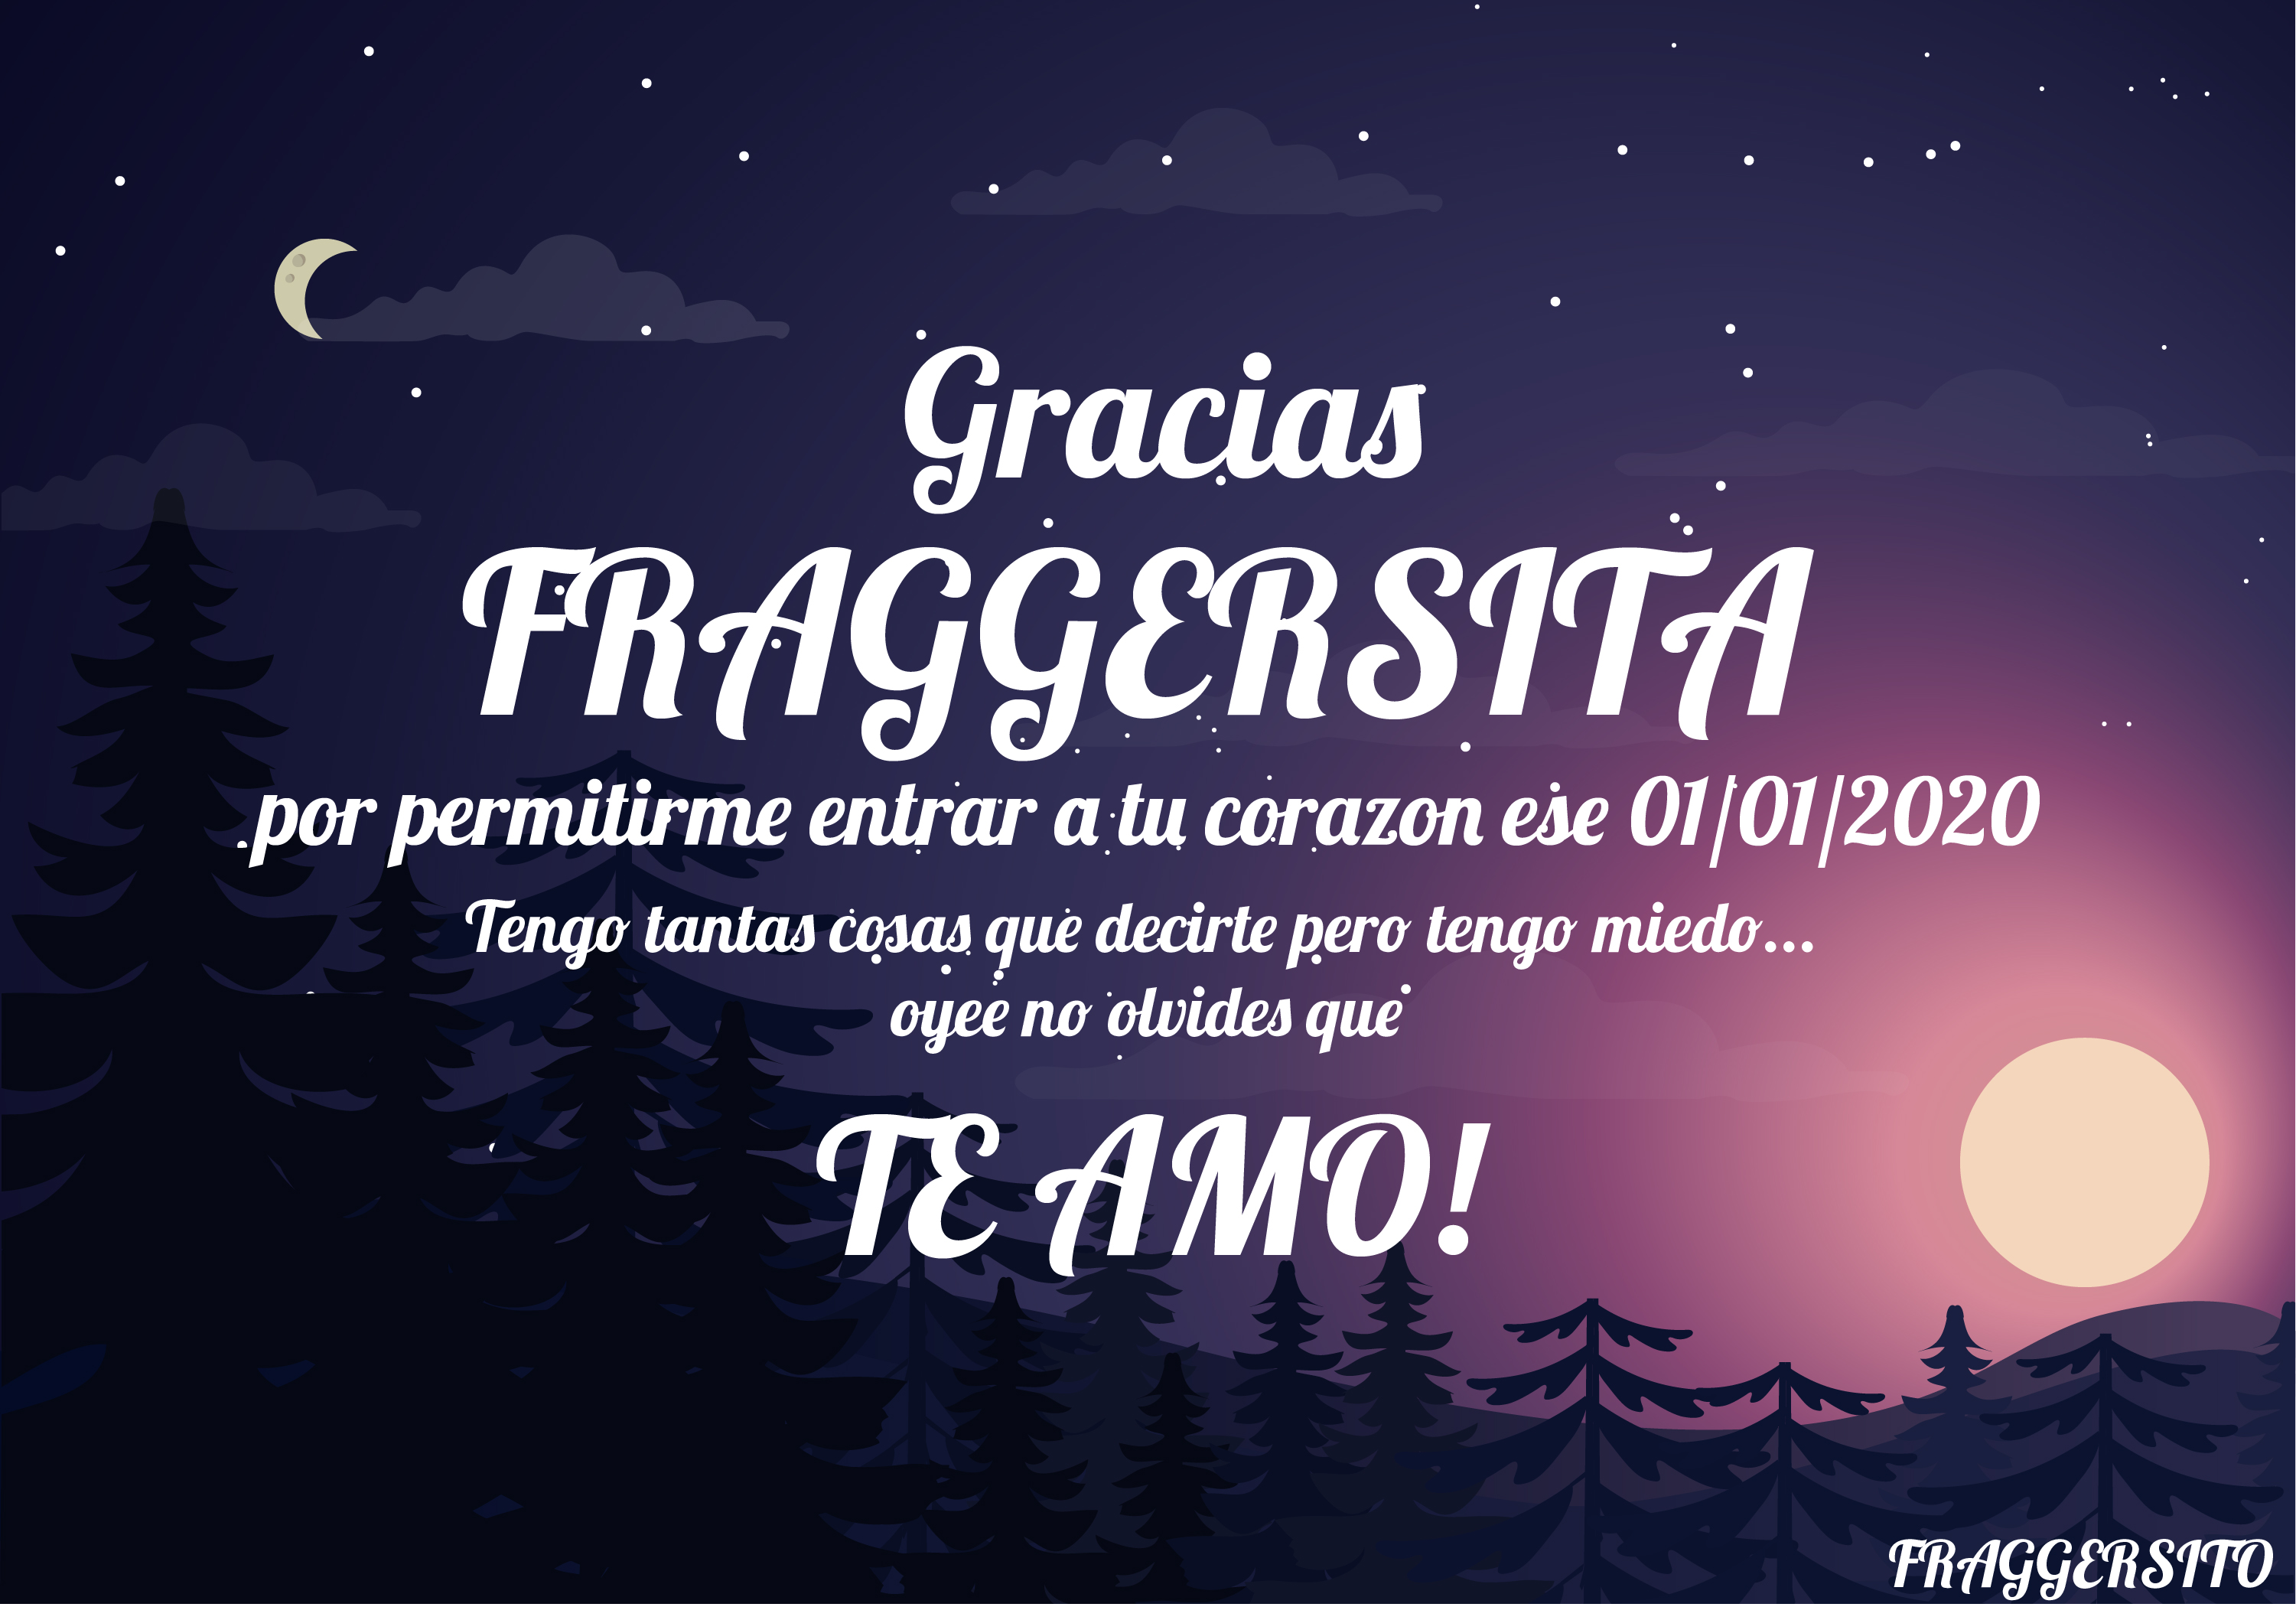 Gracias
FRAGGERSITA
por permitirme entrar a tu corazon ese 01/01/2020
Tengo tantas cosas que decirte pero tengo miedo...
oyee no olvides que
TE AMO!
FRAGGERSITO